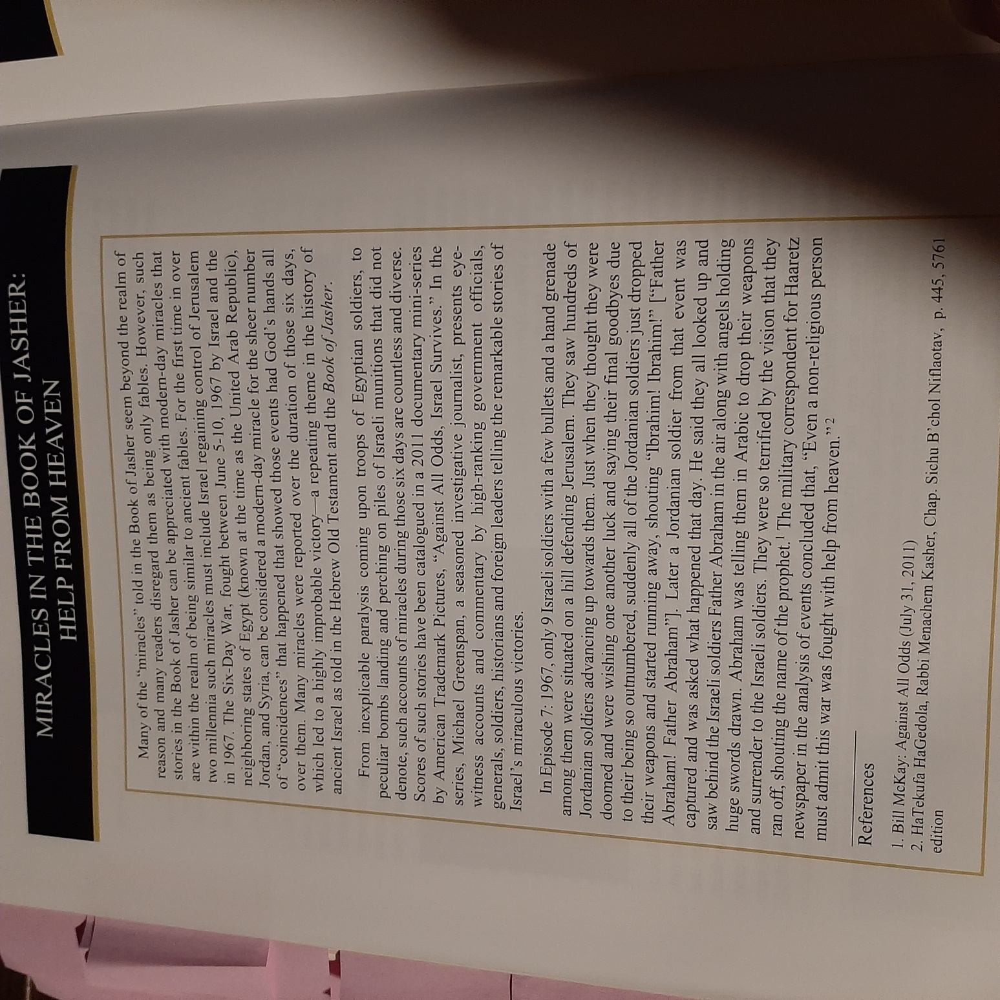 MIRACLES IN THE BOOK OF JASHER:
HELP FROM HEAVEN
Many of the “miracles” told in the Book of Jasher seem beyond the realm of
reason and many readers disregard them as being only fables. However, such
stories in the Book of Jasher can be appreciated with modern-day miracles that
are within the realm of being similar to ancient fables. For the first time in over
two millennia such miracles must include Israel regaining control of Jerusalem
in 1967. The Six-Day War, fought between June 5-10, 1967 by Israel and the
neighboring states of Egypt (known at the time as the United Arab Republic),
Jordan, and Syria, can be considered a modern-day miracle for the sheer number
of “coincidences” that happened that showed those events had God’s hands all
over them. Many miracles were reported over the duration of those six days,
which led to a highly improbable victory—a repeating theme in the history of
ancient Israel as told in the Hebrew Old Testament and the Book of Jasher.
From inexplicable paralysis coming upon troops of Egyptian soldiers, to
peculiar bombs landing and perching on piles of Israeli munitions that did not
denote, such accounts of miracles during those six days are countless and diverse.
Scores of such stories have been catalogued in a 2011 documentary mini-series
by American Trademark Pictures, “Against All Odds, Israel Survives.” In the
series, Michael Greenspan, a seasoned investigative journalist, presents eye-
witness accounts and commentary by high-ranking government officials,
generals, soldiers, historians and foreign leaders telling the remarkable stories of
Israel’s miraculous victories.
In Episode 7: 1967, only 9 Israeli soldiers with a few bullets and a hand grenade
among them were situated on a hill defending Jerusalem. They saw hundreds of
Jordanian soldiers advancing up towards them. Just when they thought they were
doomed and were wishing one another luck and saying their final goodbyes due
to their being so outnumbered, suddenly all of the Jordanian soldiers just dropped
their weapons and started running away, shouting “Ibrahim! Ibrahim!” [“Father
Abraham! Father Abraham”]. Later a Jordanian soldier from that event was
captured and was asked what happened that day. He said they all looked up and
saw behind the Israeli soldiers Father Abraham in the air along with angels holding
huge swords drawn. Abraham was telling them in Arabic to drop their weapons
and surrender to the Israeli soldiers. They were so terrified by the vision that they
ran off, shouting the name of the prophet.¹ The military correspondent for Haaretz
newspaper in the analysis of events concluded that, “Even a non-religious person
must admit this war was fought with help from heaven.”²
References
1. Bill McKay: Against All Odds (July 31, 2011)
2. HaTekufa HaGedola, Rabbi Menachem Kasher, Chap. Sichu B’chol Niflaotav, p. 445, 5761
edition